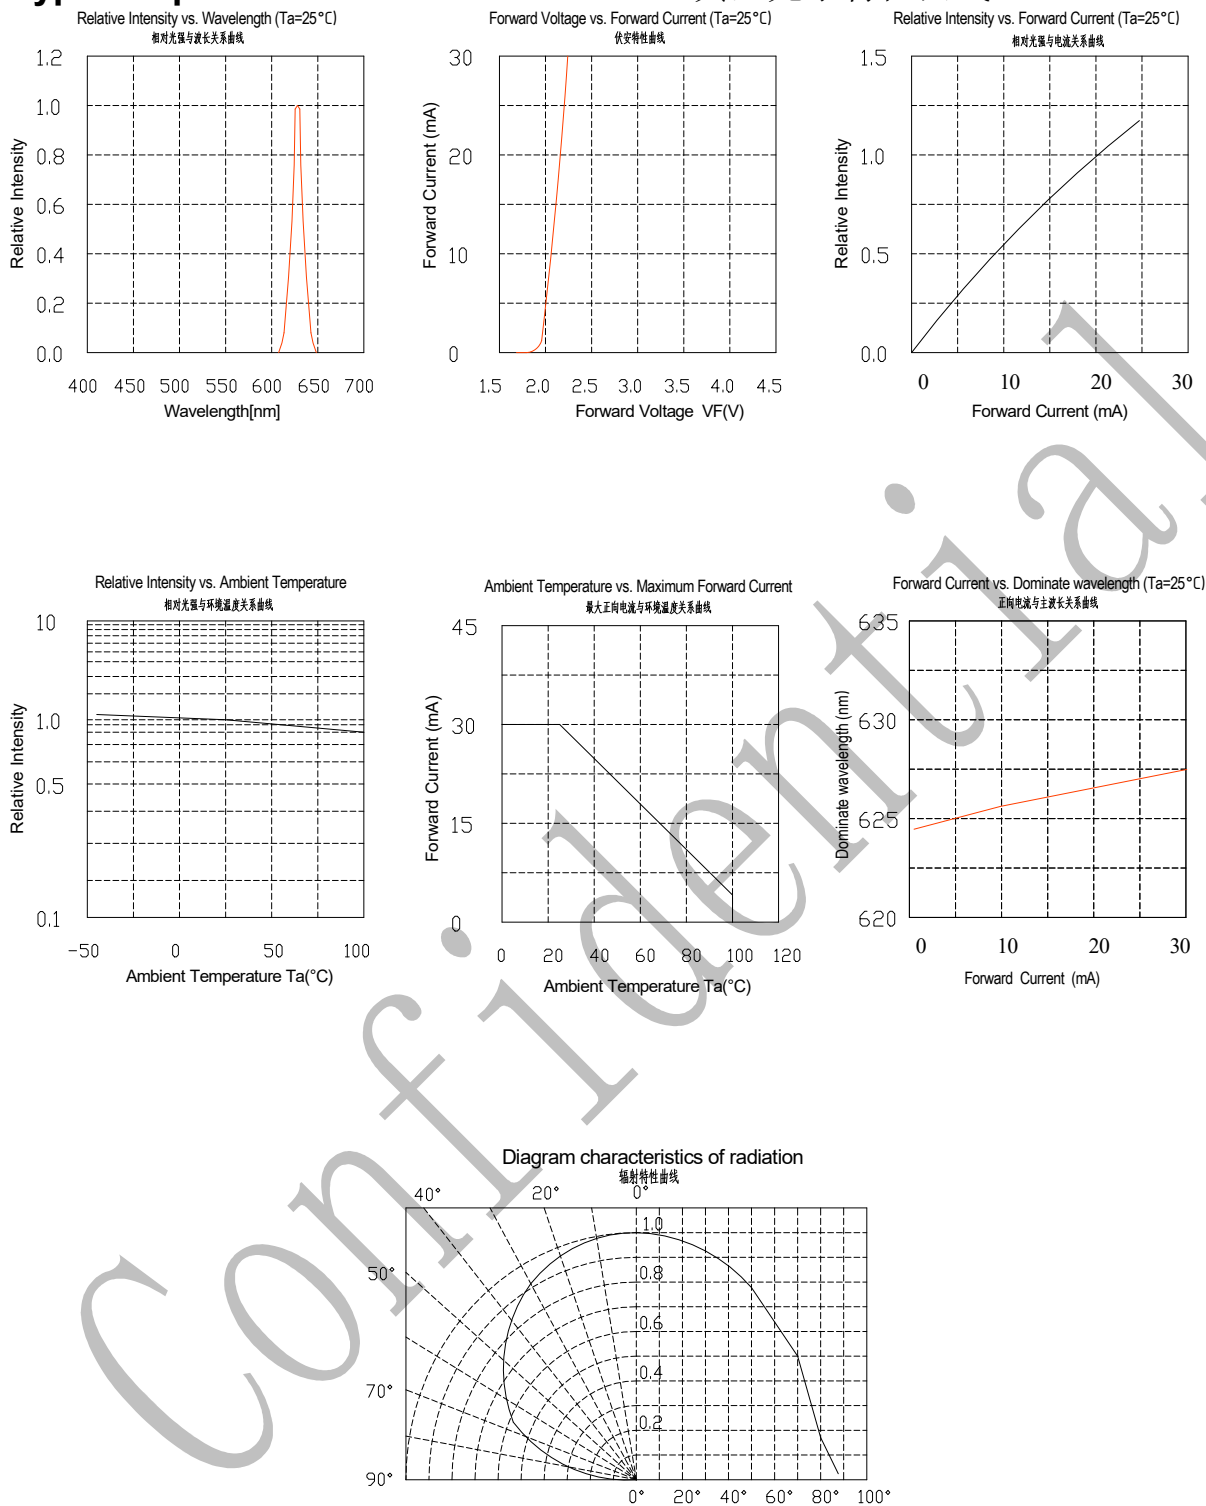 Relative Intensity vs. Wavelength (Ta=25°C)
相对光强与波长关系曲线
1.2
1.0
0.8
0.6
0.4
0.2
0.0
Relative Intensity
400 450 500 550 600 650 700
Wavelength[nm]
Forward Voltage vs. Forward Current (Ta=25°C)
伏安特性曲线
30
20
10
0
Forward Current (mA)
1.5 2.0 2.5 3.0 3.5 4.0 4.5
Forward Voltage VF(V)
Relative Intensity vs. Forward Current (Ta=25°C)
相对光强与电流关系曲线
1.5
1.0
0.5
0.0
Relative Intensity
0 10 20 30
Forward Current (mA)
Relative Intensity vs. Ambient Temperature
相对光强与环境温度关系曲线
10
1.0
0.5
0.1
Relative Intensity
-50 0 50 100
Ambient Temperature Ta(°C)
Ambient Temperature vs. Maximum Forward Current
最大正向电流与环境温度关系曲线
45
30
15
0
Forward Current (mA)
0 20 40 60 80 100 120
Ambient Temperature Ta(°C)
Forward Current vs. Dominate wavelength (Ta=25°C)
正向电流与主波长关系曲线
635
630
625
620
Dominate wavelength (nm)
0 10 20 30
Forward Current (mA)
Diagram characteristics of radiation
辐射特性曲线
40° 20° 0°
50°
70°
90°
1.0
0.8
0.6
0.4
0.2
0° 20° 40° 60° 80° 100°
Confidential